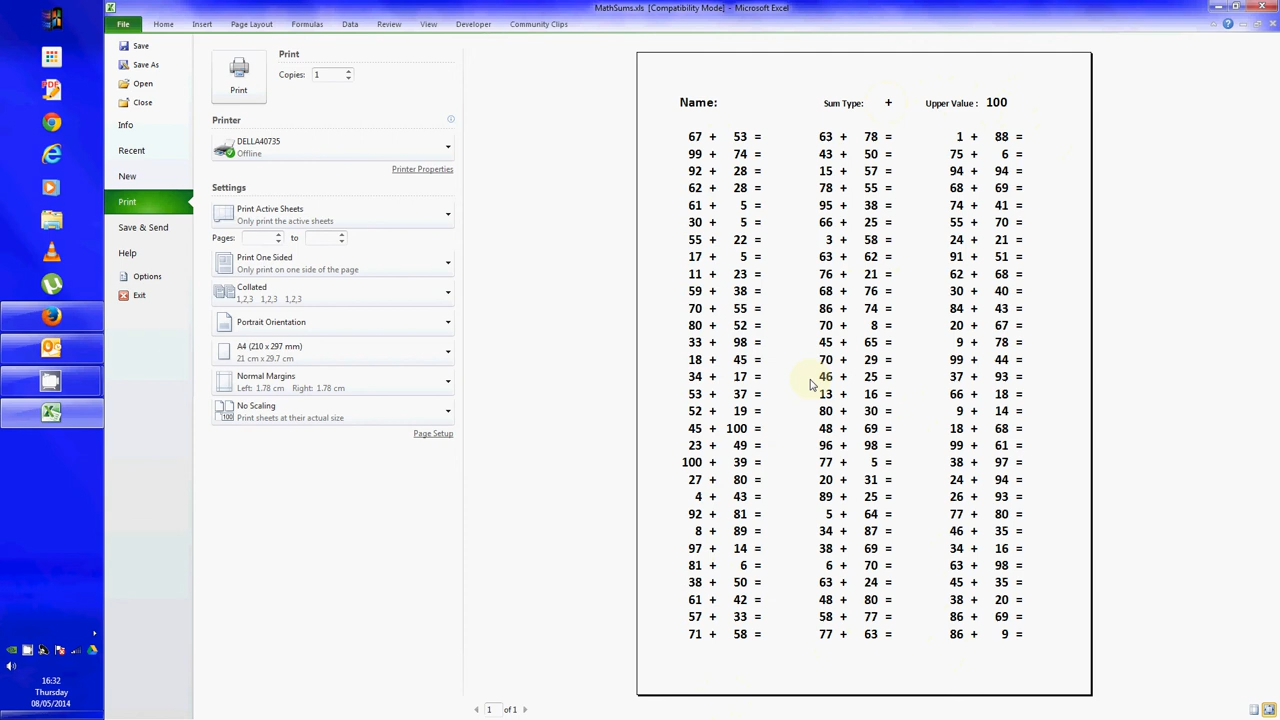 MathSums.xls [Compatibility Mode] - Microsoft Excel
File Home Insert Page Layout Formulas Data Review View Developer Community Clips
Save
Save As
Open
Close
Info
Recent
New
Print
Save & Send
Help
Options
Exit
Print
Print
Copies: 1
Printer
DELLA40735
Offline
Printer Properties
Settings
Print Active Sheets
Only print the active sheets
Pages: to
Print One Sided
Only print on one side of the page
Collated
1,2,3 1,2,3 1,2,3
Portrait Orientation
A4 (210 x 297 mm)
21 cm x 29.7 cm
Normal Margins
Left: 1.78 cm Right: 1.78 cm
No Scaling
Print sheets at their actual size
Page Setup
Name: Sum Type: + Upper Value : 100
67 + 53 = 63 + 78 = 1 + 88 =
99 + 74 = 43 + 50 = 75 + 6 =
92 + 28 = 15 + 57 = 94 + 94 =
62 + 28 = 78 + 55 = 68 + 69 =
61 + 5 = 95 + 38 = 74 + 41 =
30 + 5 = 66 + 25 = 55 + 70 =
55 + 22 = 3 + 58 = 24 + 21 =
17 + 5 = 63 + 62 = 91 + 51 =
11 + 23 = 76 + 21 = 62 + 68 =
59 + 38 = 68 + 76 = 30 + 40 =
70 + 55 = 86 + 74 = 84 + 43 =
80 + 52 = 70 + 8 = 20 + 67 =
33 + 98 = 45 + 65 = 9 + 78 =
18 + 45 = 70 + 29 = 99 + 44 =
34 + 17 = 46 + 25 = 37 + 93 =
53 + 37 = 13 + 16 = 66 + 18 =
52 + 19 = 80 + 30 = 9 + 14 =
45 + 100 = 48 + 69 = 18 + 68 =
23 + 49 = 96 + 98 = 99 + 61 =
100 + 39 = 77 + 5 = 38 + 97 =
27 + 80 = 20 + 31 = 24 + 94 =
4 + 43 = 89 + 25 = 26 + 93 =
92 + 81 = 5 + 64 = 77 + 80 =
8 + 89 = 34 + 87 = 46 + 35 =
97 + 14 = 38 + 69 = 34 + 16 =
81 + 6 = 6 + 70 = 63 + 98 =
38 + 50 = 63 + 24 = 45 + 35 =
61 + 42 = 48 + 80 = 38 + 20 =
57 + 33 = 58 + 77 = 86 + 69 =
71 + 58 = 77 + 63 = 86 + 9 =
1 of 1
PDF
16:32
Thursday
08/05/2014